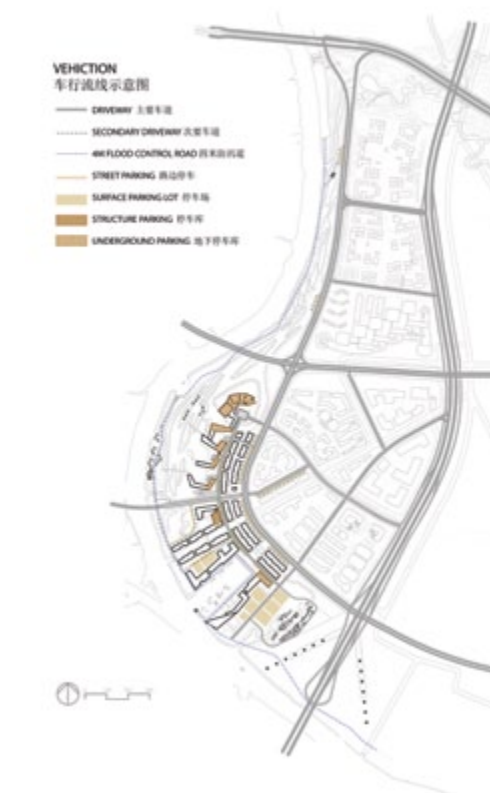 VEHICTION
车行流线示意图
DRIVEWAY 主要车道
SECONDARY DRIVEWAY 次要车道
4M FLOOD CONTROL ROAD 四米防汛道
STREET PARKING 路边停车
SURFACE PARKING LOT 停车场
STRUCTURE PARKING 停车库
UNDERGROUND PARKING 地下停车库